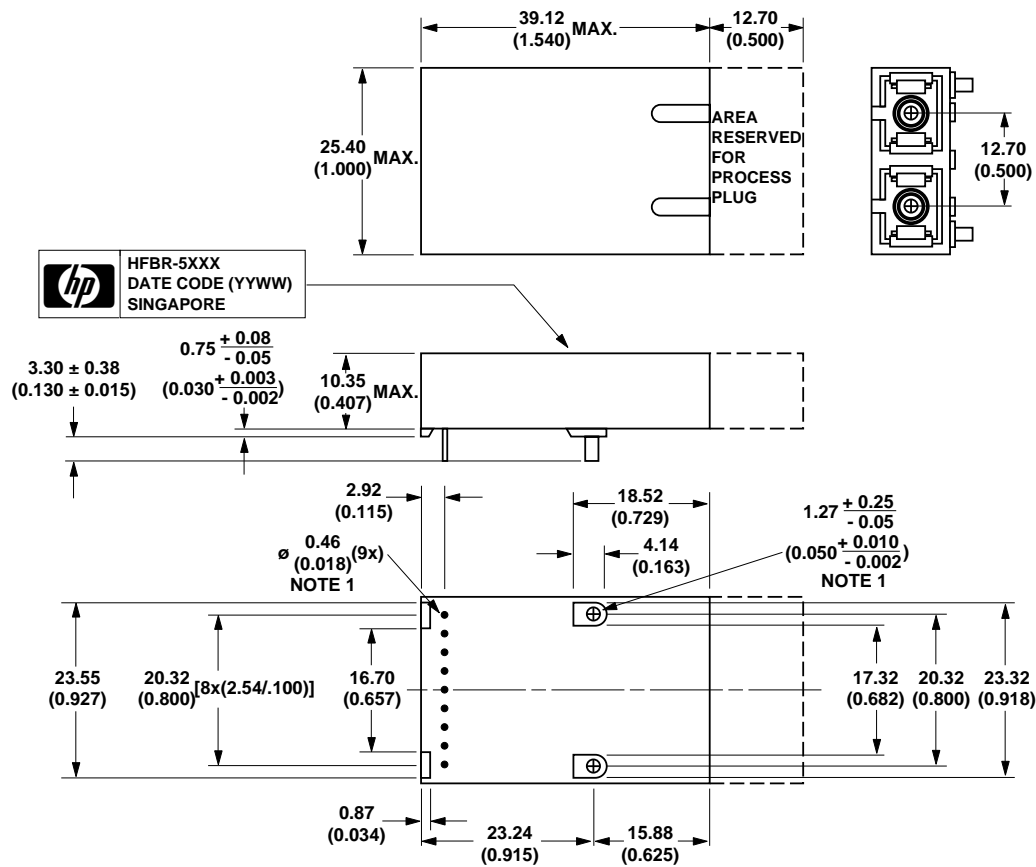 39.12
(1.540)
MAX.
12.70
(0.500)
25.40
(1.000)
MAX.
AREA
RESERVED
FOR
PROCESS
PLUG
12.70
(0.500)
hp
HFBR-5XXX
DATE CODE (YYWW)
SINGAPORE
3.30 ± 0.38
(0.130 ± 0.015)
0.75 + 0.08
- 0.05
(0.030 + 0.003
- 0.002)
10.35
(0.407)
MAX.
2.92
(0.115)
18.52
(0.729)
4.14
(0.163)
1.27 + 0.25
- 0.05
(0.050 + 0.010
- 0.002)
NOTE 1
ø 0.46
(0.018) (9x)
NOTE 1
23.55
(0.927)
20.32
(0.800)
[8x(2.54/.100)]
16.70
(0.657)
17.32
(0.682)
20.32
(0.800)
23.32
(0.918)
0.87
(0.034)
23.24
(0.915)
15.88
(0.625)